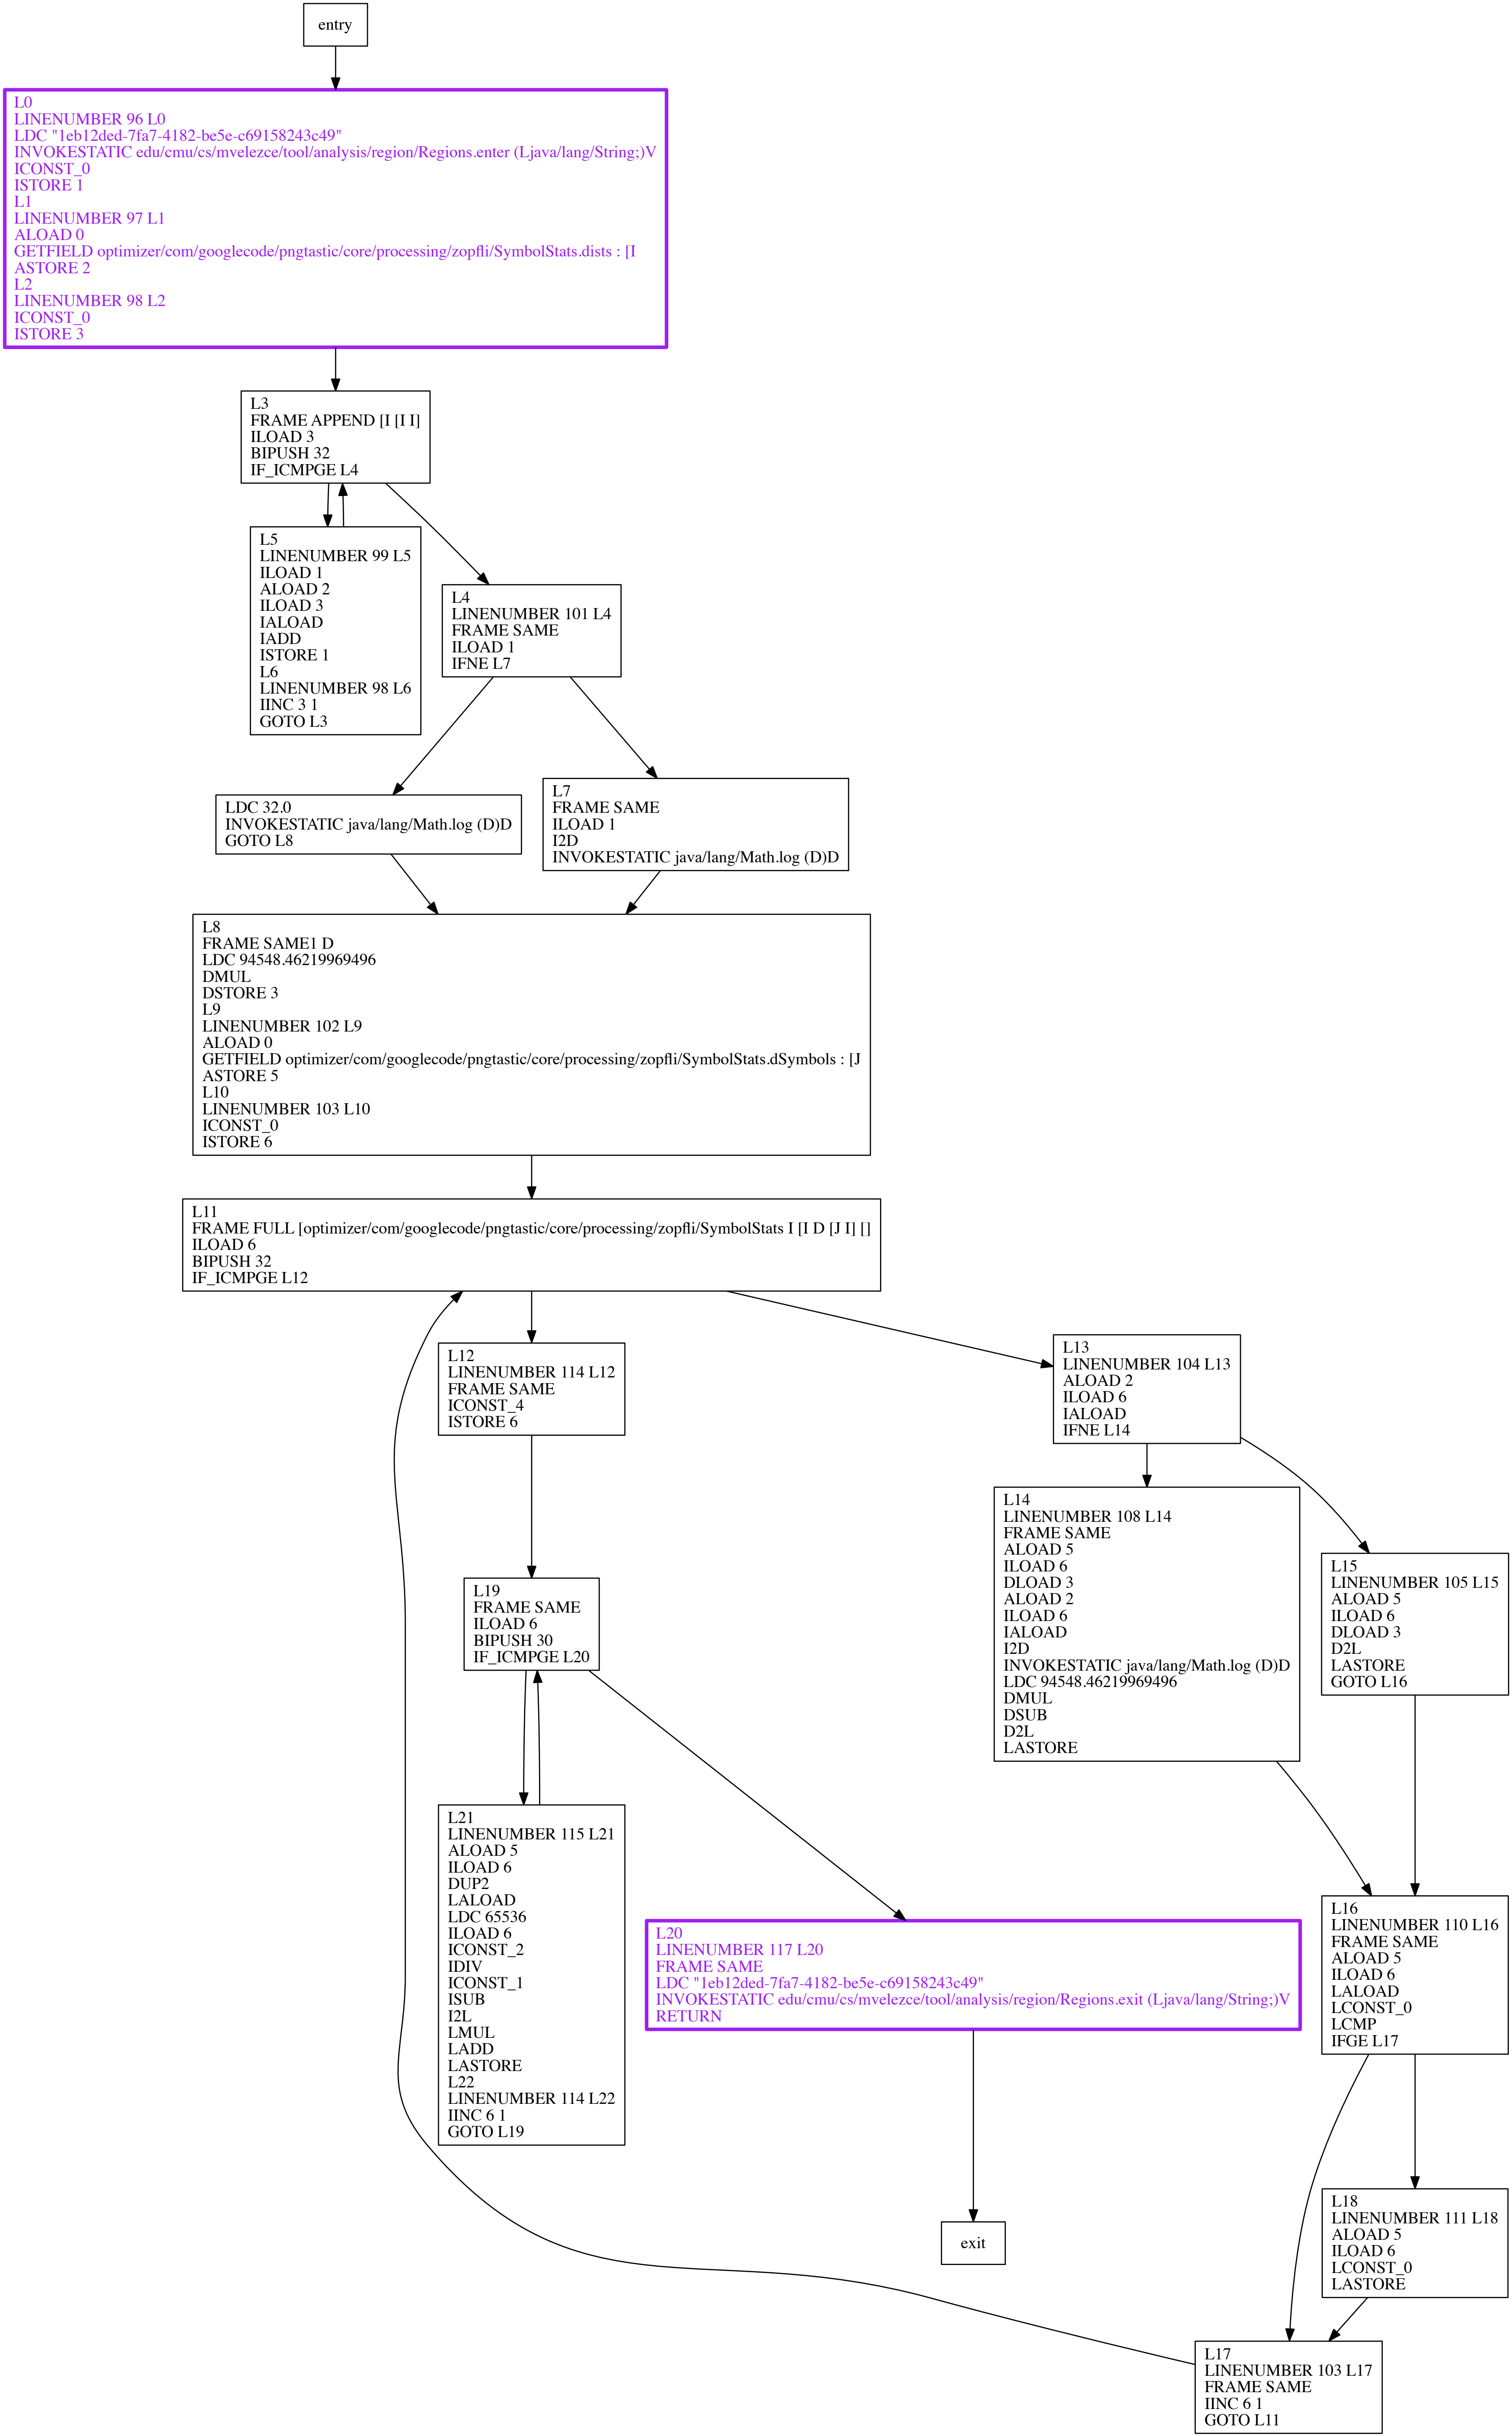 entry
L0
LINENUMBER 96 L0
LDC "1eb12ded-7fa7-4182-be5e-c69158243c49"
INVOKESTATIC edu/cmu/cs/mvelezce/tool/analysis/region/Regions.enter (Ljava/lang/String;)V
ICONST_0
ISTORE 1
L1
LINENUMBER 97 L1
ALOAD 0
GETFIELD optimizer/com/googlecode/pngtastic/core/processing/zopfli/SymbolStats.dists : [I
ASTORE 2
L2
LINENUMBER 98 L2
ICONST_0
ISTORE 3
L3
FRAME APPEND [I [I I]
ILOAD 3
BIPUSH 32
IF_ICMPGE L4
L5
LINENUMBER 99 L5
ILOAD 1
ALOAD 2
ILOAD 3
IALOAD
IADD
ISTORE 1
L6
LINENUMBER 98 L6
IINC 3 1
GOTO L3
L4
LINENUMBER 101 L4
FRAME SAME
ILOAD 1
IFNE L7
LDC 32.0
INVOKESTATIC java/lang/Math.log (D)D
GOTO L8
L7
FRAME SAME
ILOAD 1
I2D
INVOKESTATIC java/lang/Math.log (D)D
L8
FRAME SAME1 D
LDC 94548.46219969496
DMUL
DSTORE 3
L9
LINENUMBER 102 L9
ALOAD 0
GETFIELD optimizer/com/googlecode/pngtastic/core/processing/zopfli/SymbolStats.dSymbols : [J
ASTORE 5
L10
LINENUMBER 103 L10
ICONST_0
ISTORE 6
L11
FRAME FULL [optimizer/com/googlecode/pngtastic/core/processing/zopfli/SymbolStats I [I D [J I] []
ILOAD 6
BIPUSH 32
IF_ICMPGE L12
L12
LINENUMBER 114 L12
FRAME SAME
ICONST_4
ISTORE 6
L13
LINENUMBER 104 L13
ALOAD 2
ILOAD 6
IALOAD
IFNE L14
L14
LINENUMBER 108 L14
FRAME SAME
ALOAD 5
ILOAD 6
DLOAD 3
ALOAD 2
ILOAD 6
IALOAD
I2D
INVOKESTATIC java/lang/Math.log (D)D
LDC 94548.46219969496
DMUL
DSUB
D2L
LASTORE
L15
LINENUMBER 105 L15
ALOAD 5
ILOAD 6
DLOAD 3
D2L
LASTORE
GOTO L16
L19
FRAME SAME
ILOAD 6
BIPUSH 30
IF_ICMPGE L20
L21
LINENUMBER 115 L21
ALOAD 5
ILOAD 6
DUP2
LALOAD
LDC 65536
ILOAD 6
ICONST_2
IDIV
ICONST_1
ISUB
I2L
LMUL
LADD
LASTORE
L22
LINENUMBER 114 L22
IINC 6 1
GOTO L19
L20
LINENUMBER 117 L20
FRAME SAME
LDC "1eb12ded-7fa7-4182-be5e-c69158243c49"
INVOKESTATIC edu/cmu/cs/mvelezce/tool/analysis/region/Regions.exit (Ljava/lang/String;)V
RETURN
L16
LINENUMBER 110 L16
FRAME SAME
ALOAD 5
ILOAD 6
LALOAD
LCONST_0
LCMP
IFGE L17
L18
LINENUMBER 111 L18
ALOAD 5
ILOAD 6
LCONST_0
LASTORE
exit
L17
LINENUMBER 103 L17
FRAME SAME
IINC 6 1
GOTO L11